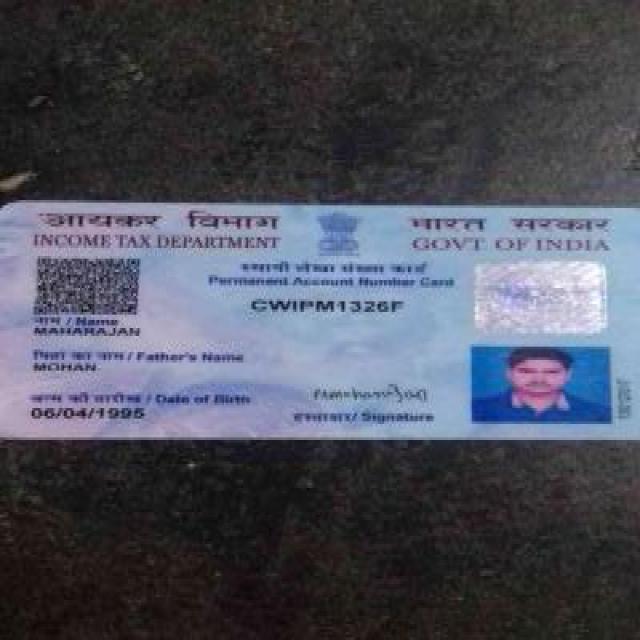 आयकर विभाग
INCOME TAX DEPARTMENT
भारत सरकार
GOVT OF INDIA
स्थायी लेखा संख्या कार्ड
Permanent Account Number Card
CWIPM1326F
नाम / Name
MAHARAJAN
पिता का नाम / Father's Name
MOHAN
जन्म की तारीख / Date of Birth
06/04/1995
हस्ताक्षर / Signature